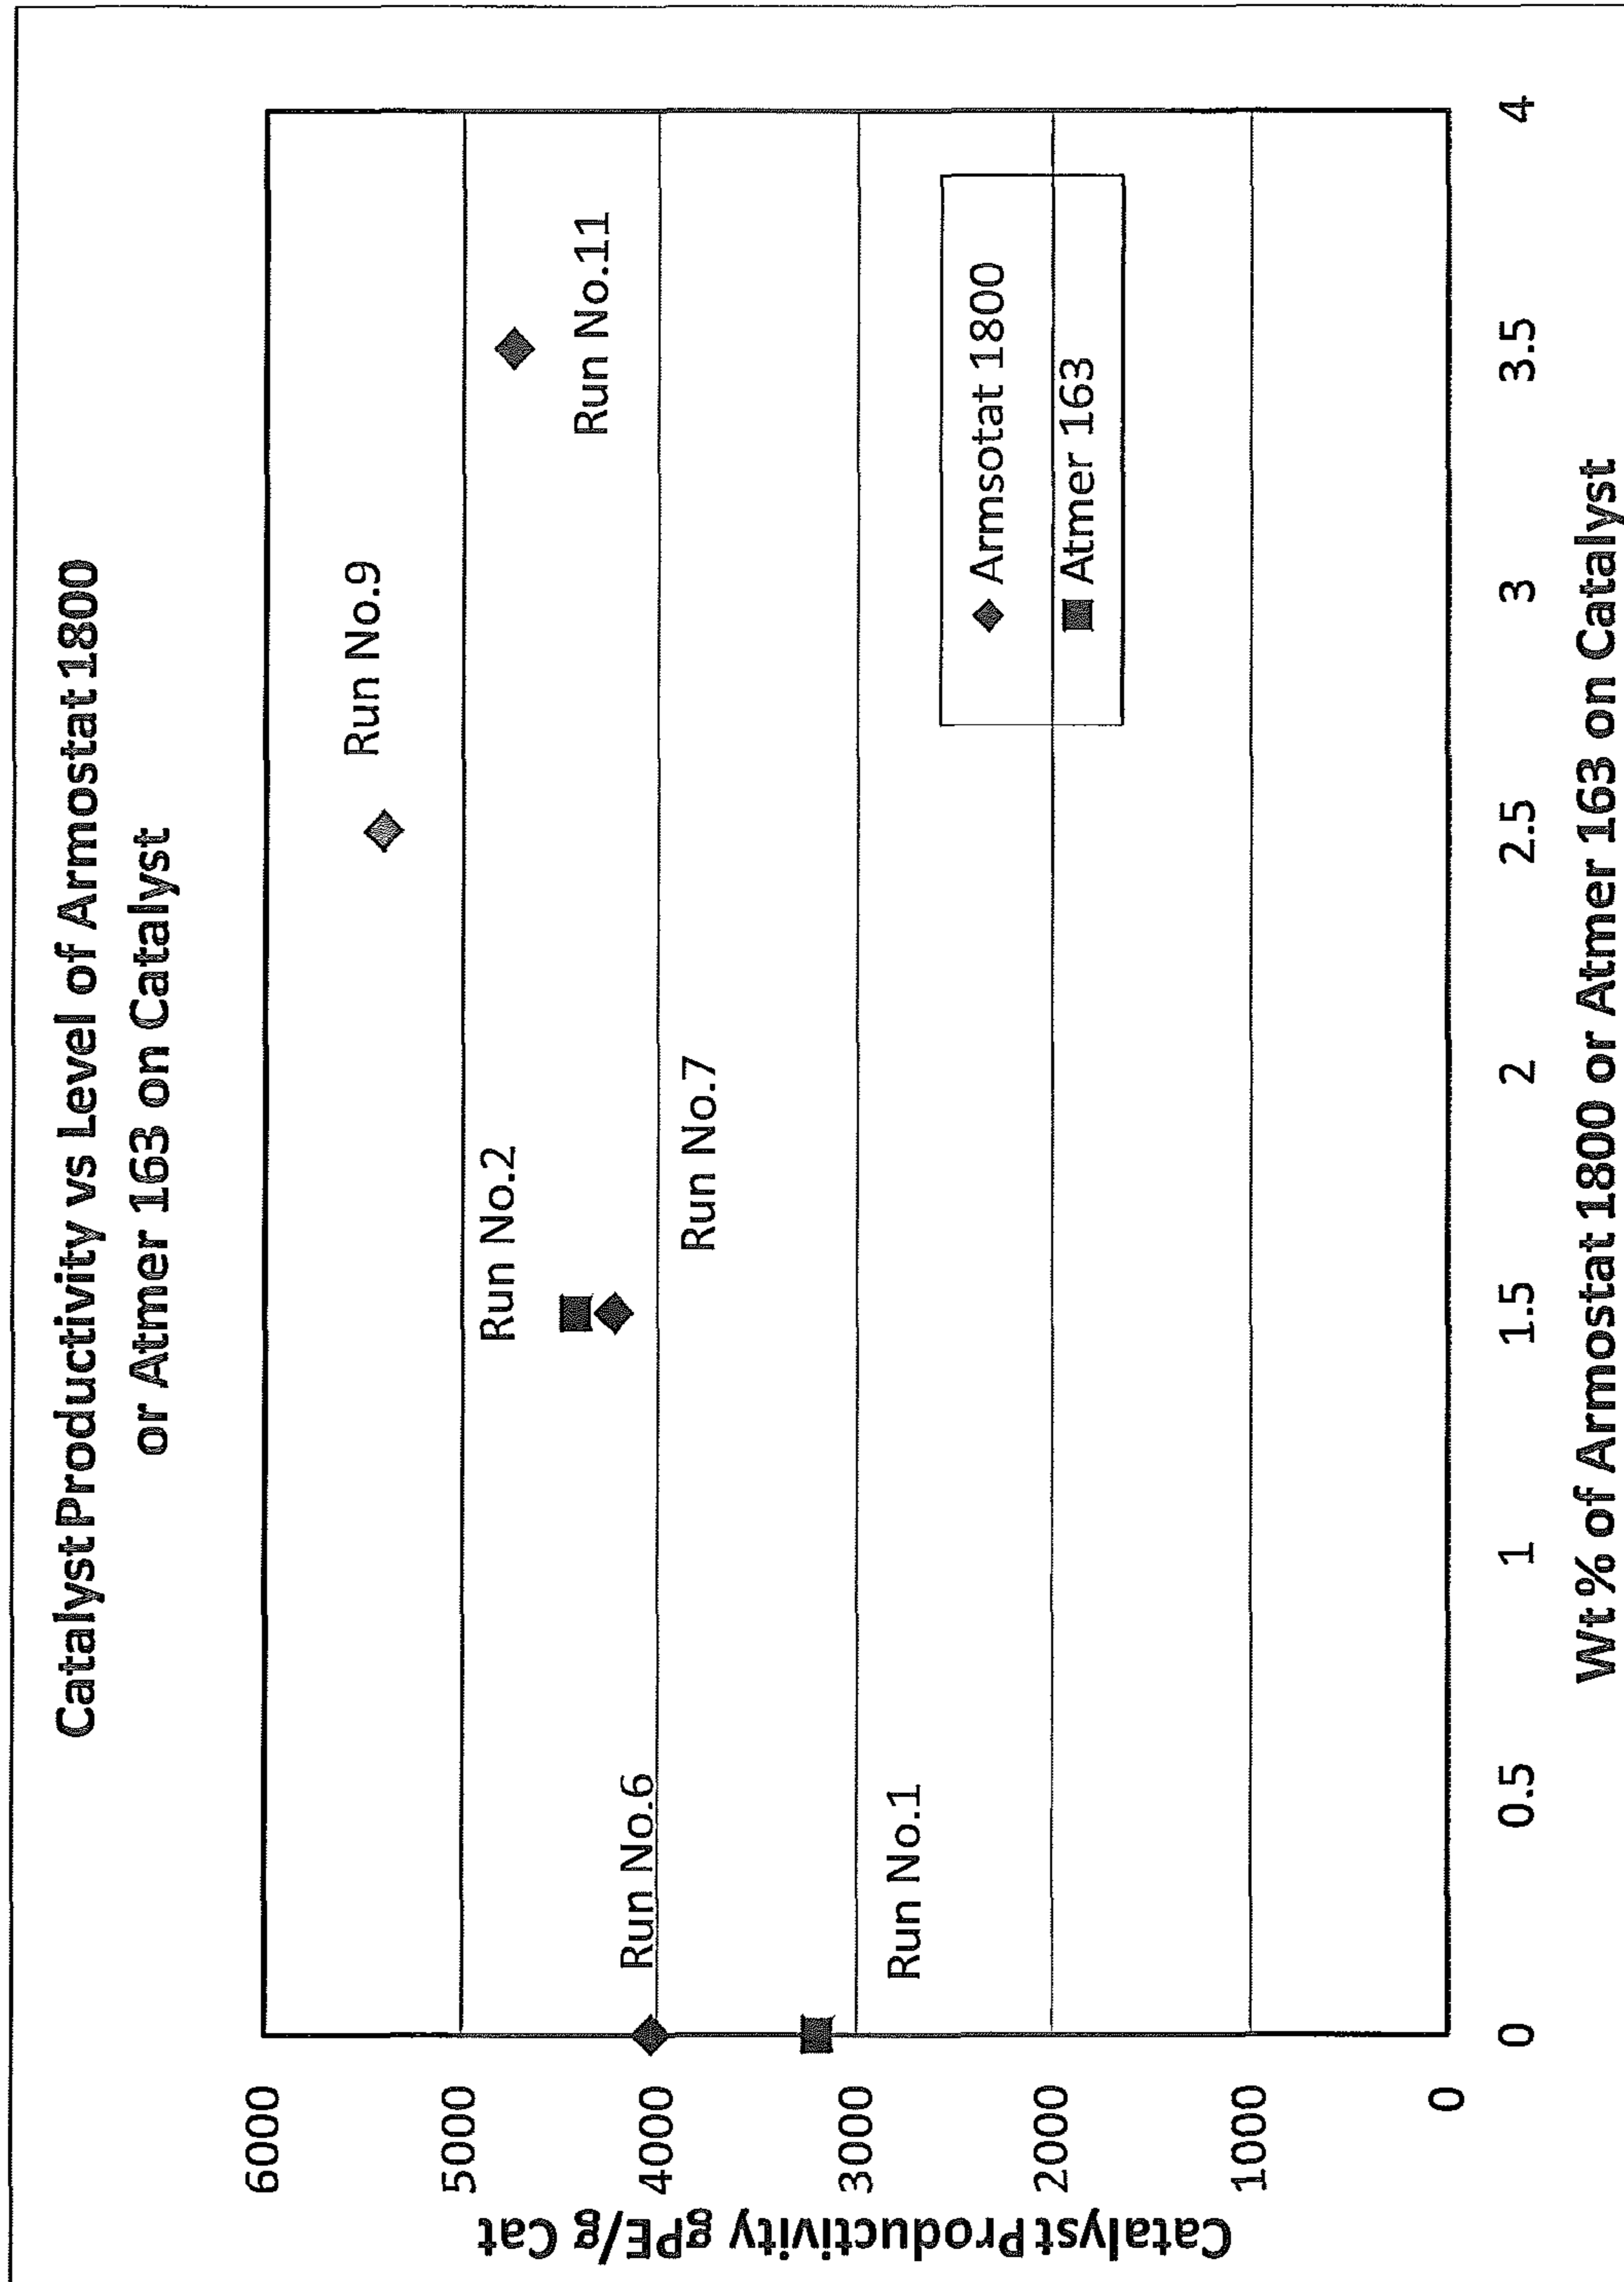 Catalyst Productivity vs Level of Armostat 1800
or Atmer 163 on Catalyst
Catalyst Productivity gPE/g Cat
6000
5000
4000
3000
2000
1000
0
Run No.9
Run No.11
Run No.2
Run No.7
Run No.6
Run No.1
Armsotat 1800
Atmer 163
0
0.5
1
1.5
2
2.5
3
3.5
4
Wt % of Armostat 1800 or Atmer 163 on Catalyst